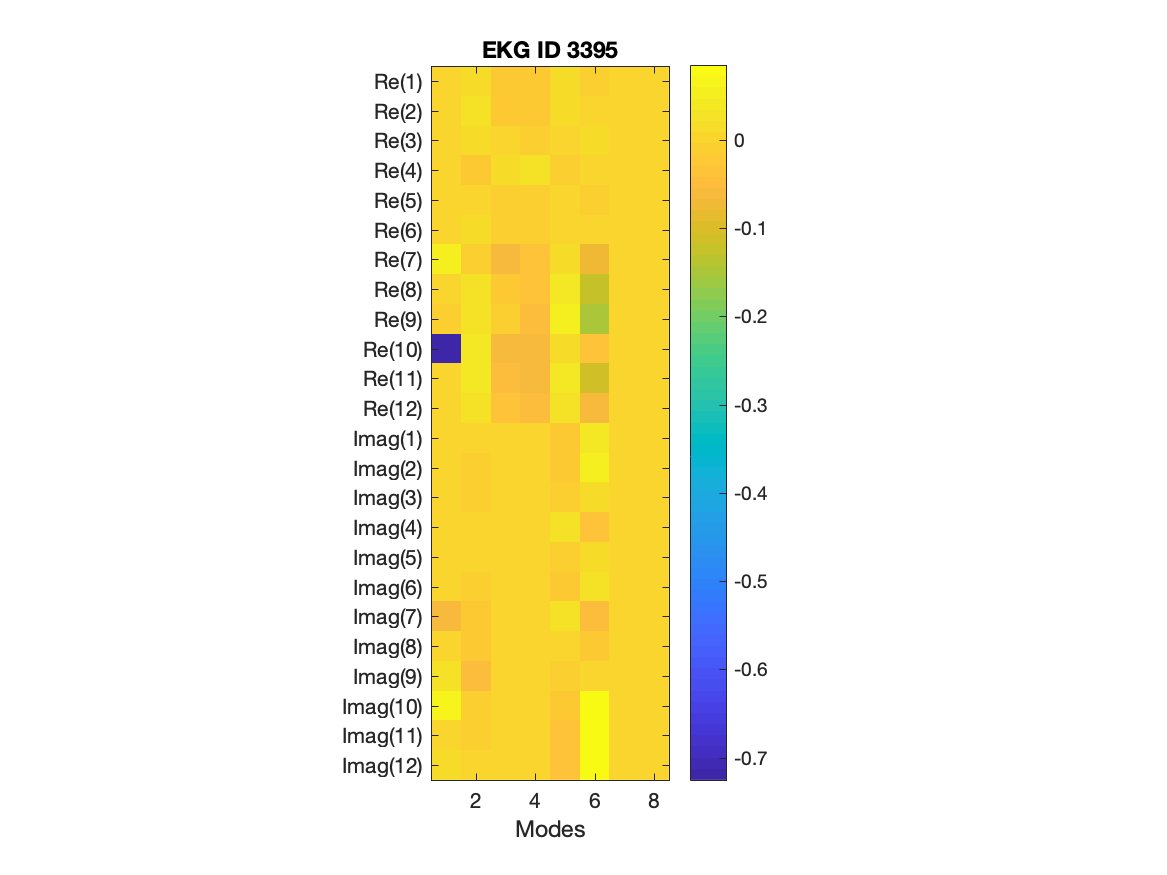 EKG ID 3395
Re(1)
Re(2)
Re(3)
Re(4)
Re(5)
Re(6)
Re(7)
Re(8)
Re(9)
Re(10)
Re(11)
Re(12)
Imag(1)
Imag(2)
Imag(3)
Imag(4)
Imag(5)
Imag(6)
Imag(7)
Imag(8)
Imag(9)
Imag(10)
Imag(11)
Imag(12)
2 4 6 8
Modes
0
-0.1
-0.2
-0.3
-0.4
-0.5
-0.6
-0.7